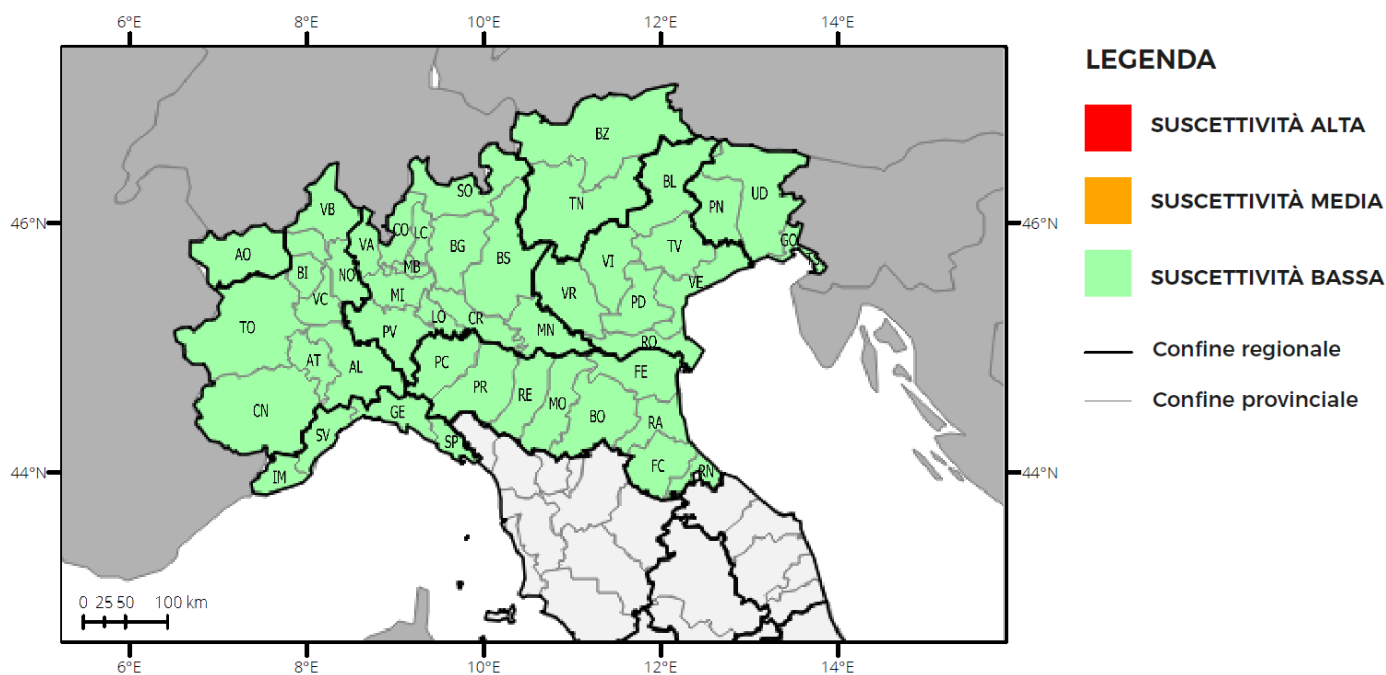 6°E 8°E 10°E 12°E 14°E
LEGENDA
SUSCETTIVITÀ ALTA
SUSCETTIVITÀ MEDIA
SUSCETTIVITÀ BASSA
Confine regionale
Confine provinciale
BZ
SO
BL
UD
TN
VB
PN
46°N
46°N
CO
LC
VA
BG
TV
GO
AO
BS
VI
MB
BI
NO
VE
MI
VR
PD
VC
LO
CR
TO
PV
MN
RO
AT
AL
PC
FE
PR
RE
MO
CN
GE
BO
RA
SV
SP
44°N
44°N
IM
FC
RN
0 25 50 100 km
6°E 8°E 10°E 12°E 14°E